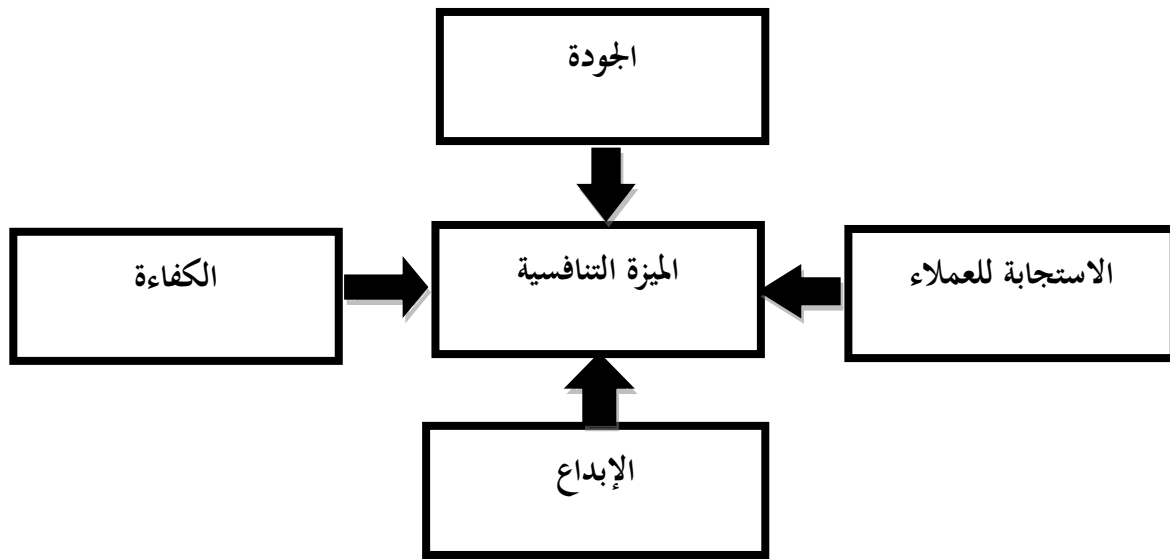 الجودة
الاستجابة للعملاء
الميزة التنافسية
الكفاءة
الإبداع